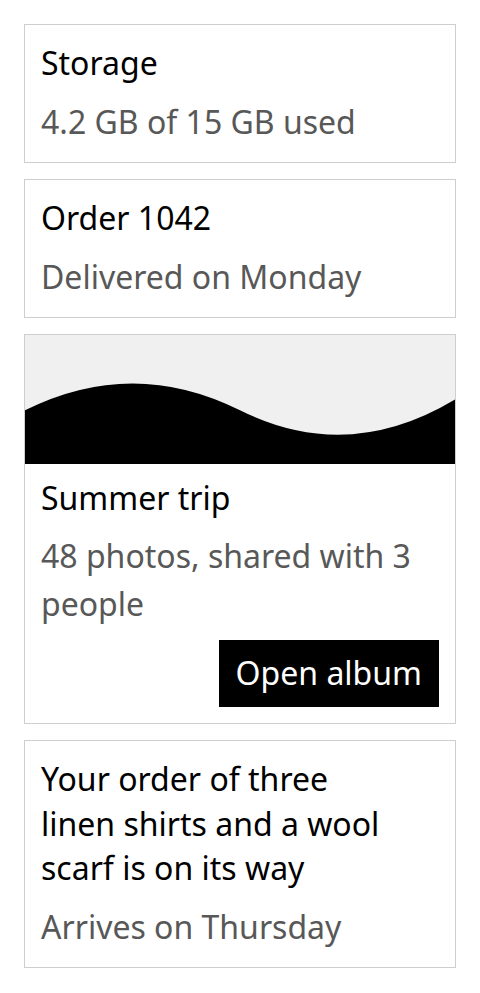 Storage
4.2 GB of 15 GB used
Order 1042
Delivered on Monday
Summer trip
48 photos, shared with 3
people
Open album
Your order of three
linen shirts and a wool
scarf is on its way
Arrives on Thursday